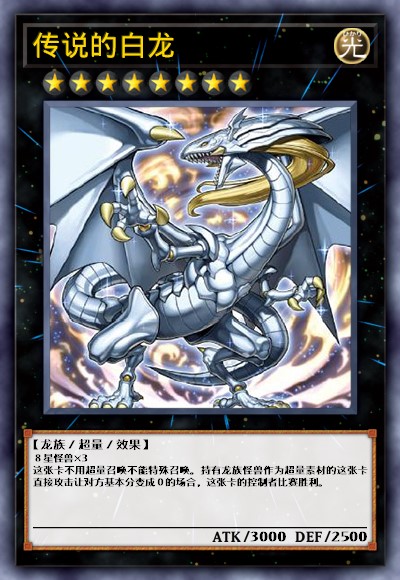 传说的白龙
光
【龙族／超量／效果】
８星怪兽×3
这张卡不用超量召唤不能特殊召唤。持有龙族怪兽作为超量素材的这张卡
直接攻击让对方基本分变成０的场合，这张卡的控制者比赛胜利。
ATK/3000 DEF/2500